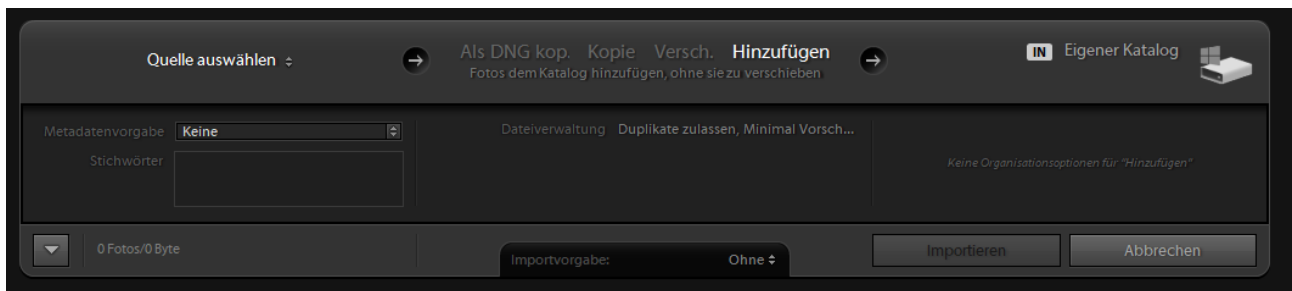 Quelle auswählen
Als DNG kop. Kopie Versch. Hinzufügen
Fotos dem Katalog hinzufügen, ohne sie zu verschieben
IN Eigener Katalog
Metadatenvorgabe Keine
Stichwörter
Dateiverwaltung Duplikate zulassen, Minimal Vorsch...
Keine Organisationsoptionen für "Hinzufügen"
0 Fotos/0 Byte
Importvorgabe: Ohne
Importieren
Abbrechen